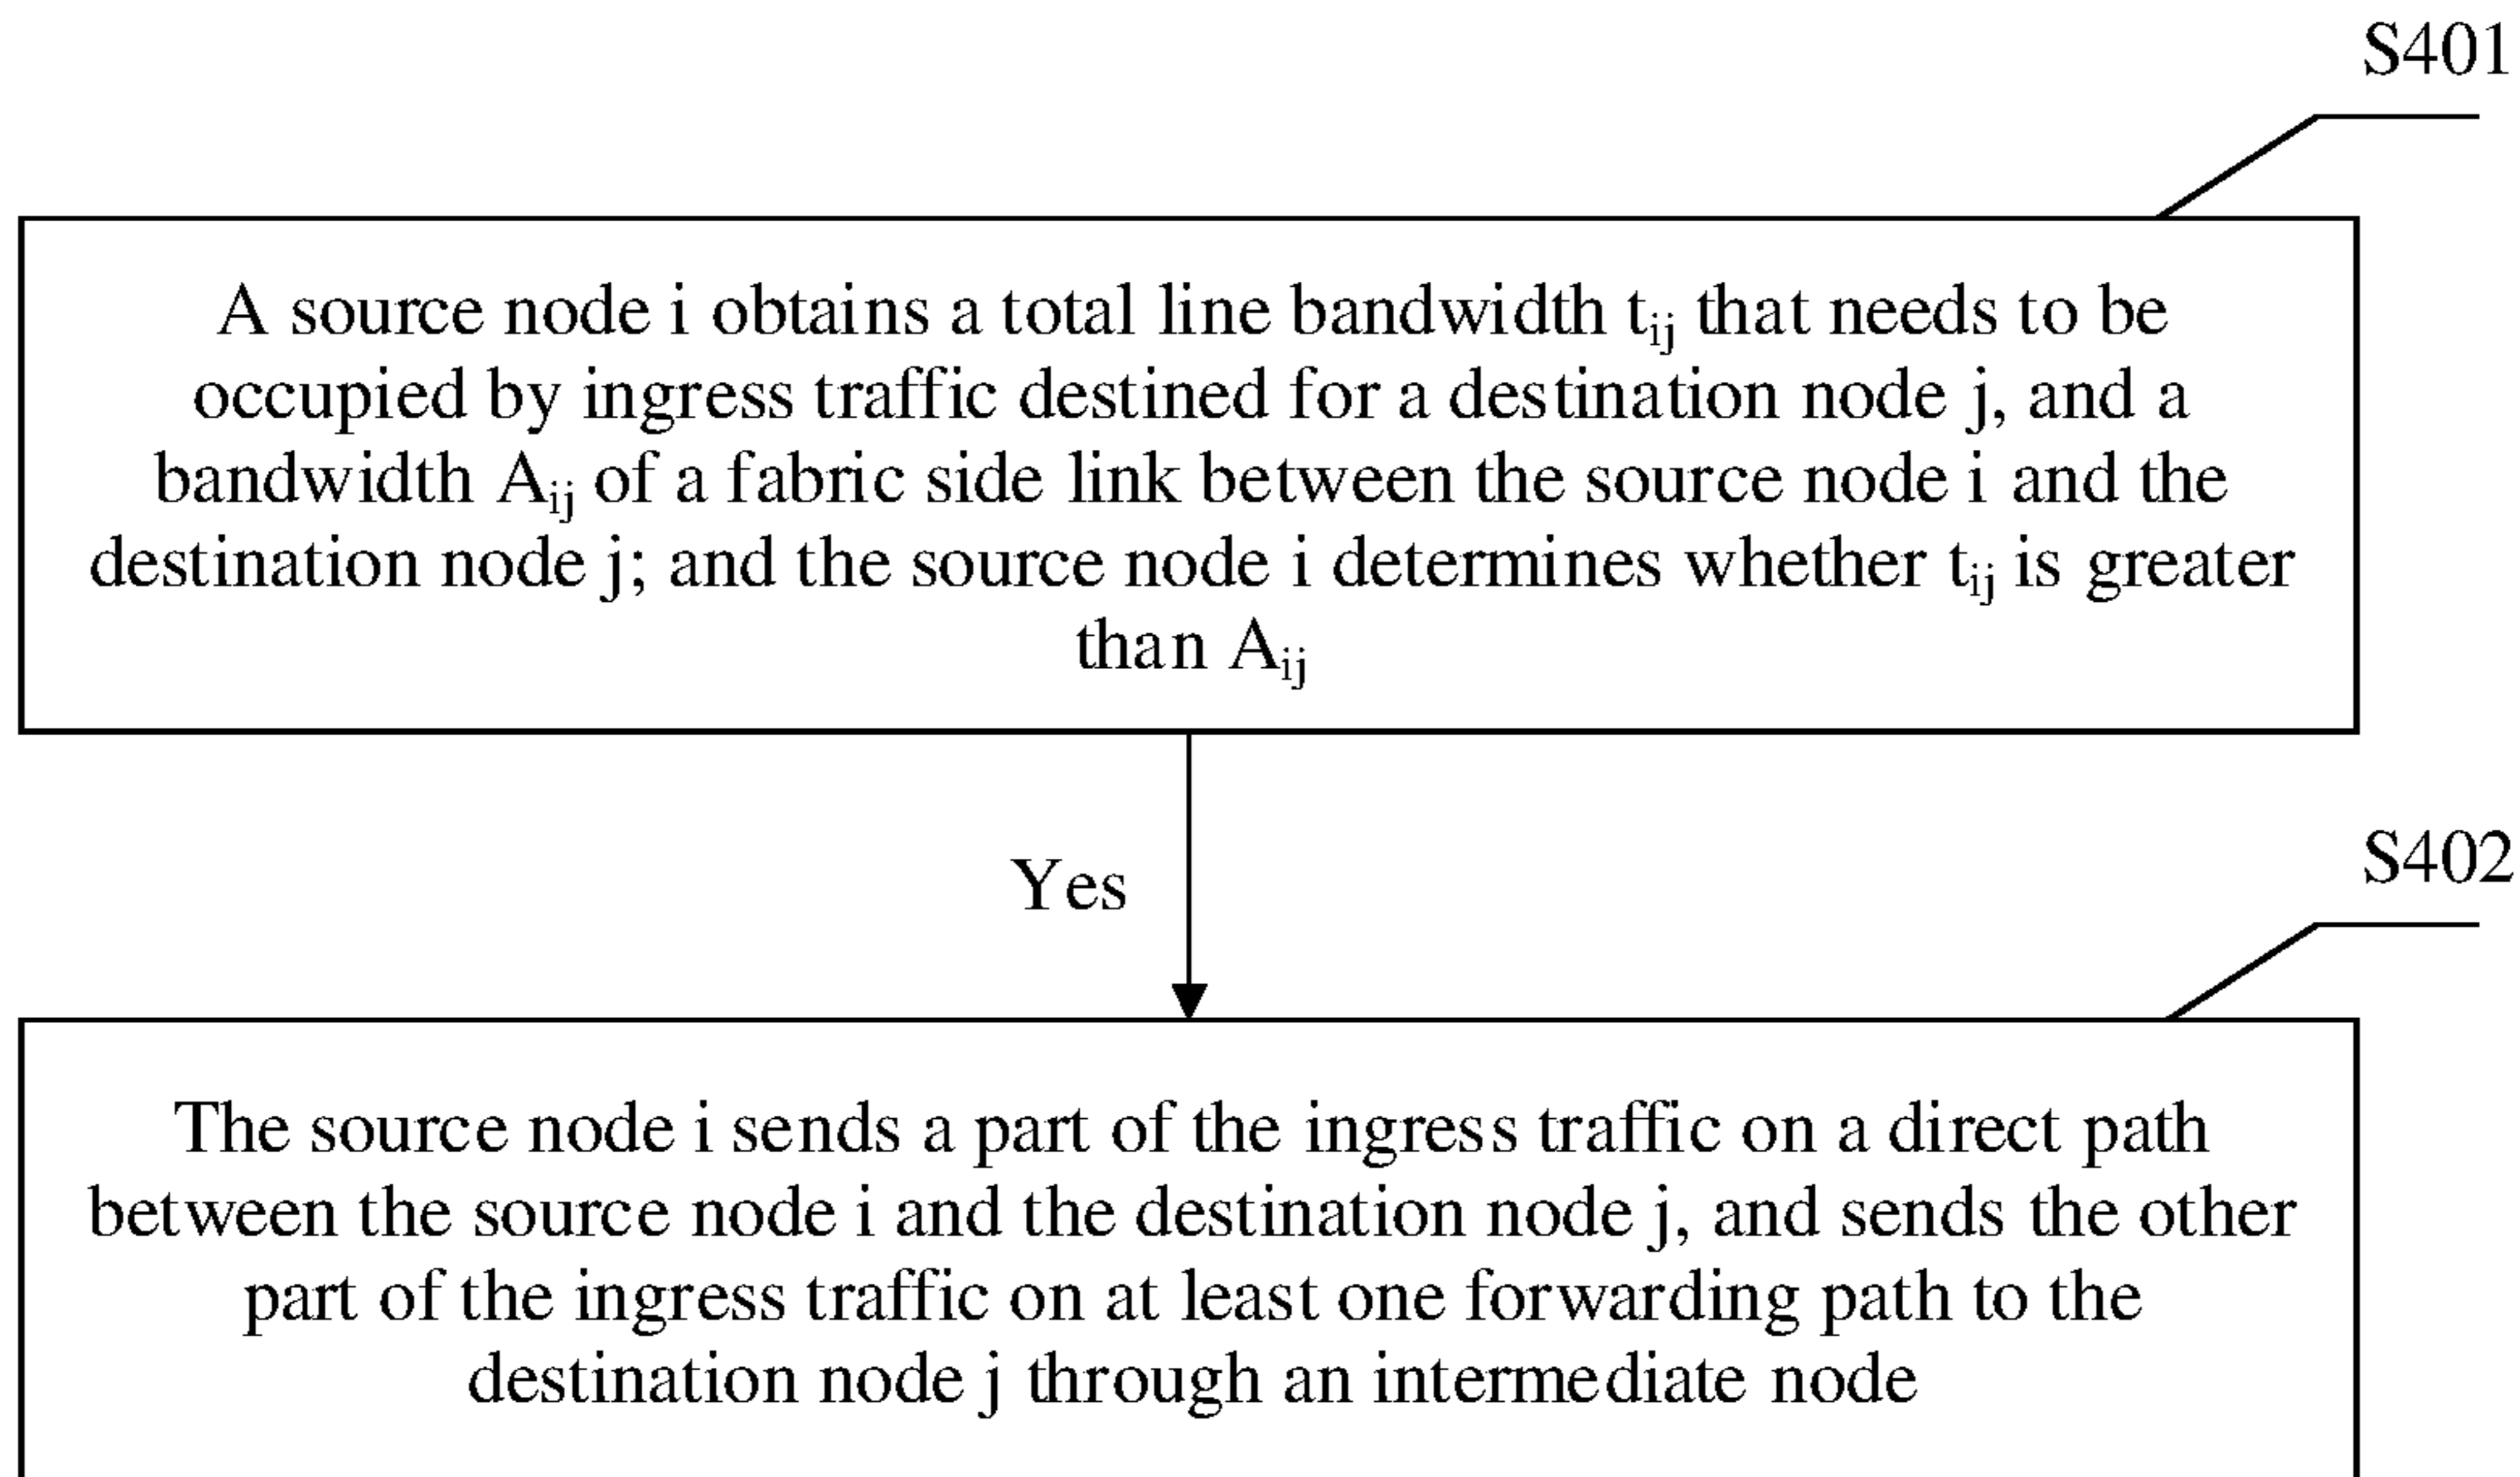 S401
A source node i obtains a total line bandwidth tij that needs to be
occupied by ingress traffic destined for a destination node j, and a
bandwidth Aij of a fabric side link between the source node i and the
destination node j; and the source node i determines whether tij is greater
than Aij
Yes
S402
The source node i sends a part of the ingress traffic on a direct path
between the source node i and the destination node j, and sends the other
part of the ingress traffic on at least one forwarding path to the
destination node j through an intermediate node